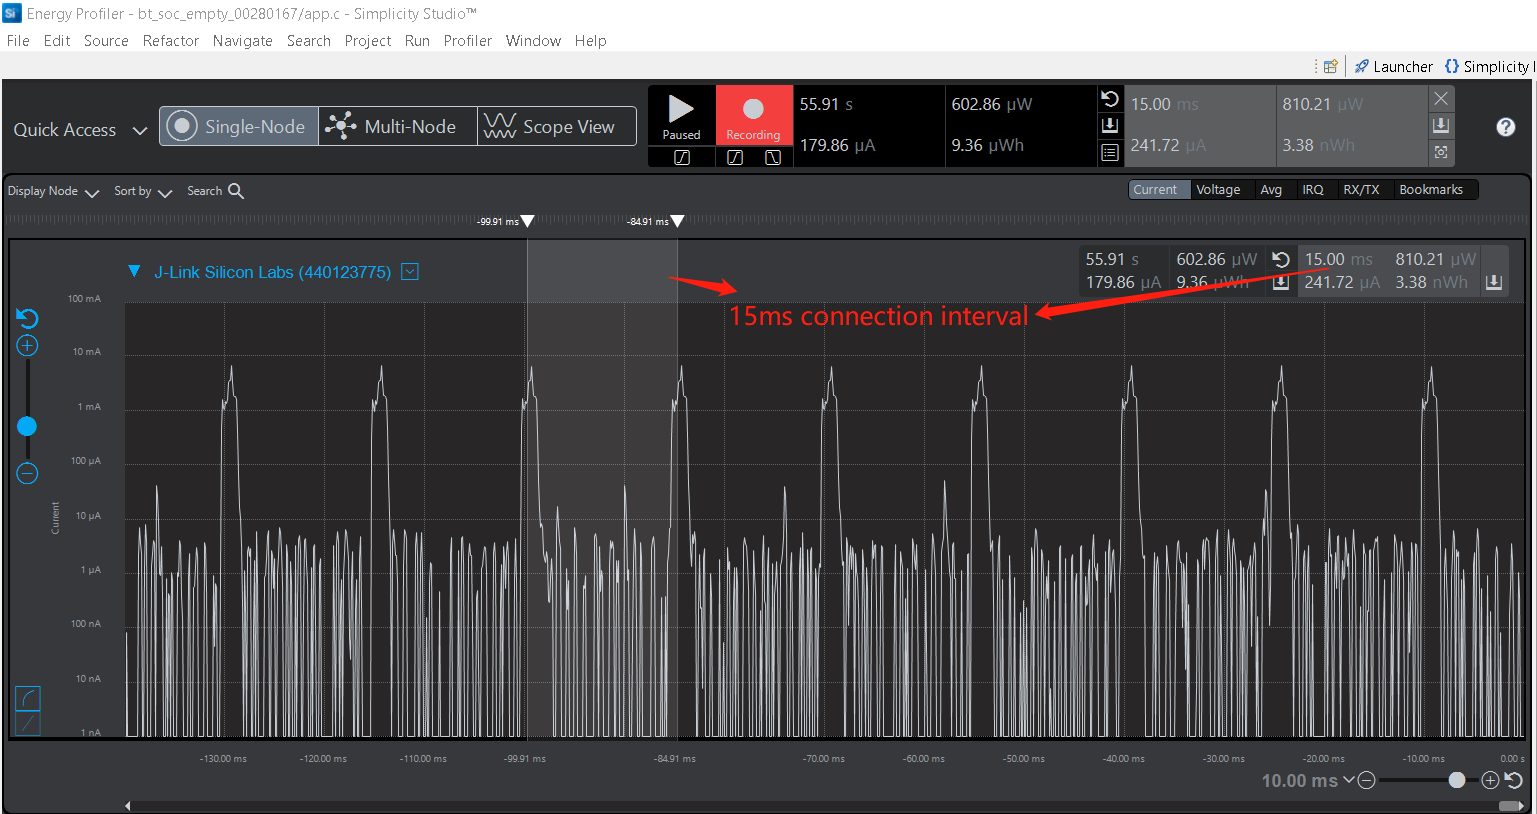 Energy Profiler - bt_soc_empty_00280167/app.c - Simplicity Studio™
File Edit Source Refactor Navigate Search Project Run Profiler Window Help
Launcher {} Simplicity I
Quick Access Single-Node Multi-Node Scope View
Paused Recording
55.91 s 602.86 µW 15.00 ms 810.21 µW
179.86 µA 9.36 µWh 241.72 µA 3.38 nWh
Display Node Sort by Search
Current Voltage Avg IRQ RX/TX Bookmarks
-99.91 ms -84.91 ms
J-Link Silicon Labs (440123775)
55.91 s 602.86 µW 15.00 ms 810.21 µW
179.86 µA 9.36 µWh 241.72 µA 3.38 nWh
15ms connection interval
100 mA
10 mA
1 mA
100 µA
10 µA
1 µA
100 nA
10 nA
1 nA
Current
-130.00 ms -120.00 ms -110.00 ms -99.91 ms -84.91 ms -70.00 ms -60.00 ms -50.00 ms -40.00 ms -30.00 ms -20.00 ms -10.00 ms 0.00 s
10.00 ms